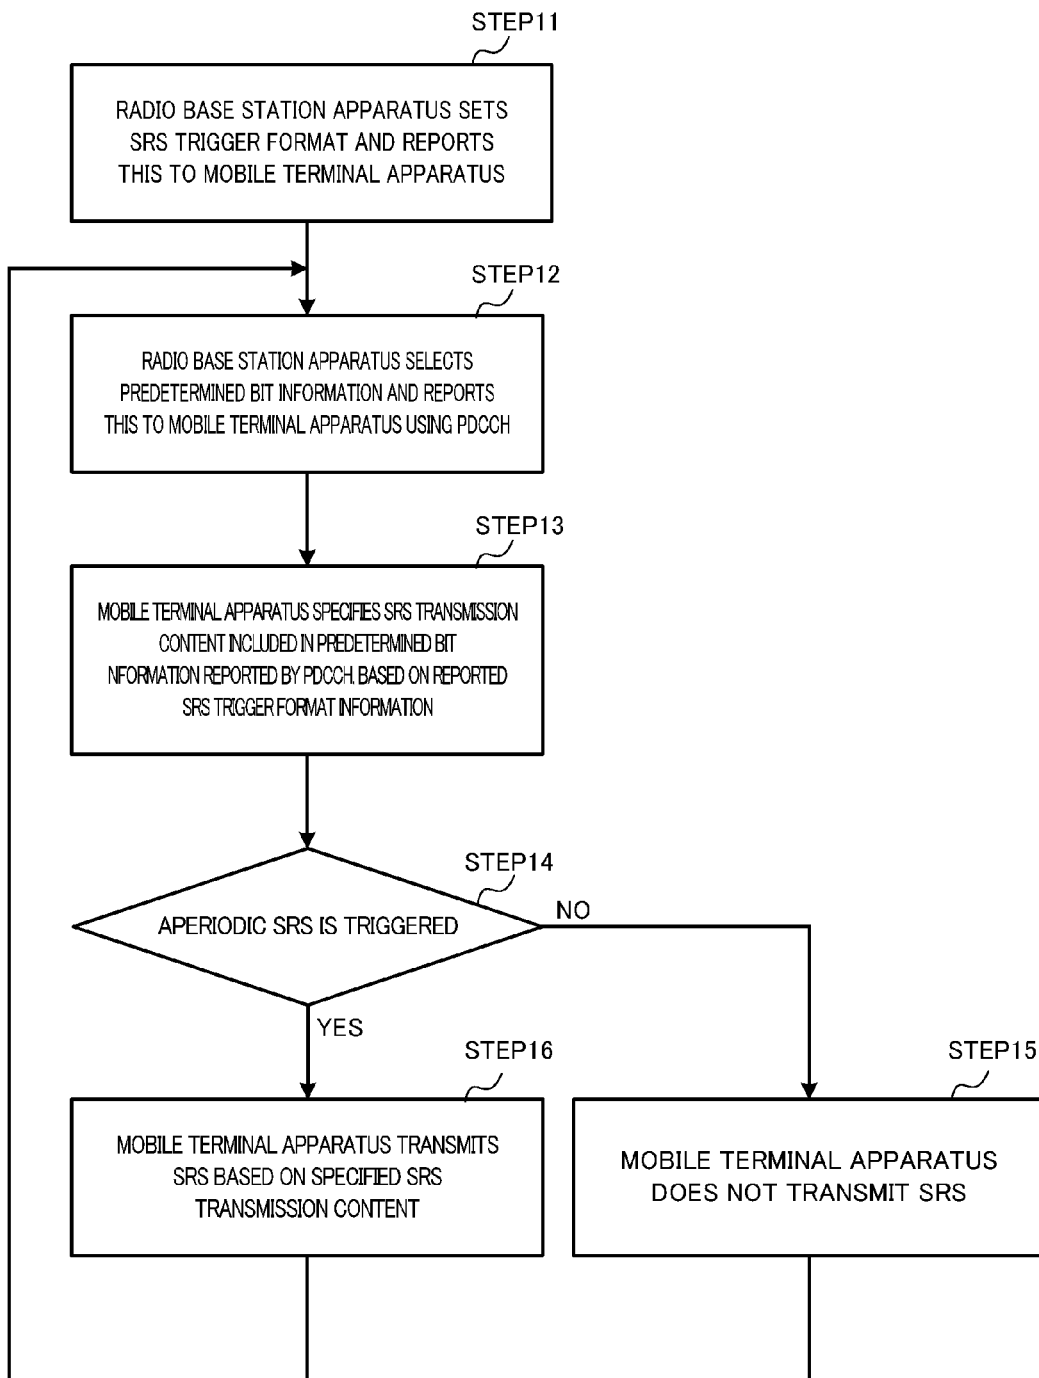 STEP11
RADIO BASE STATION APPARATUS SETS
SRS TRIGGER FORMAT AND REPORTS
THIS TO MOBILE TERMINAL APPARATUS
STEP12
RADIO BASE STATION APPARATUS SELECTS
PREDETERMINED BIT INFORMATION AND REPORTS
THIS TO MOBILE TERMINAL APPARATUS USING PDCCH
STEP13
MOBILE TERMINAL APPARATUS SPECIFIES SRS TRANSMISSION
CONTENT INCLUDED IN PREDETERMINED BIT
NFORMATION REPORTED BY PDCCH, BASED ON REPORTED
SRS TRIGGER FORMAT INFORMATION
STEP14
APERIODIC SRS IS TRIGGERED
NO
YES
STEP16
MOBILE TERMINAL APPARATUS TRANSMITS
SRS BASED ON SPECIFIED SRS
TRANSMISSION CONTENT
STEP15
MOBILE TERMINAL APPARATUS
DOES NOT TRANSMIT SRS